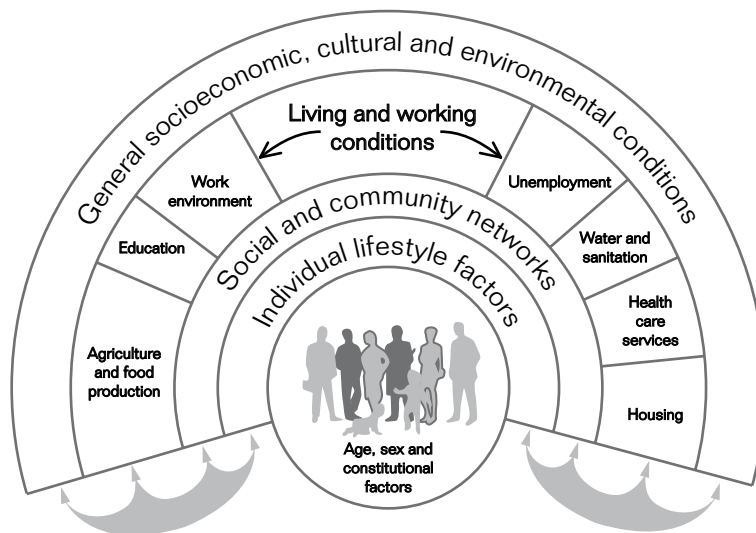 General socioeconomic, cultural and environmental conditions
Living and working
conditions
Work
environment
Unemployment
Education
Water and
sanitation
Agriculture
and food
production
Health
care
services
Housing
Social and community networks
Individual lifestyle factors
Age, sex and
constitutional
factors